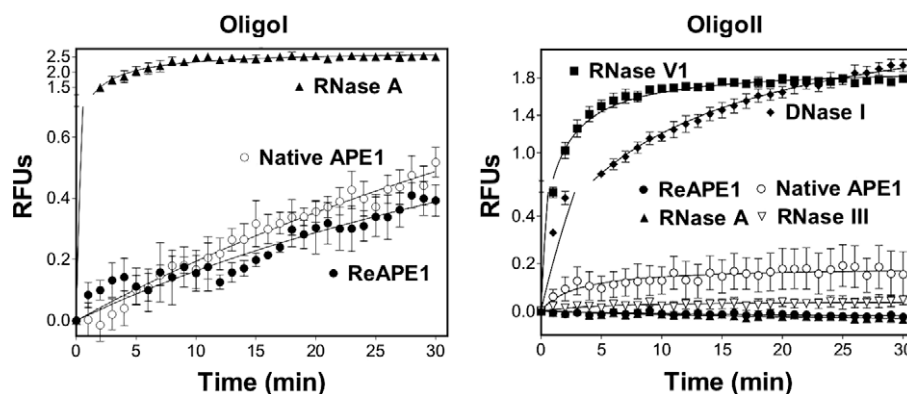 OligoI
RFUs
2.5
2.0
1.5
0.6
0.4
0.2
0.0
RNase A
Native APE1
ReAPE1
0 5 10 15 20 25 30
Time (min)
OligoII
RFUs
1.8
1.4
1.0
0.4
0.2
0.0
RNase V1
DNase I
ReAPE1 Native APE1
RNase A RNase III
0 5 10 15 20 25 30
Time (min)